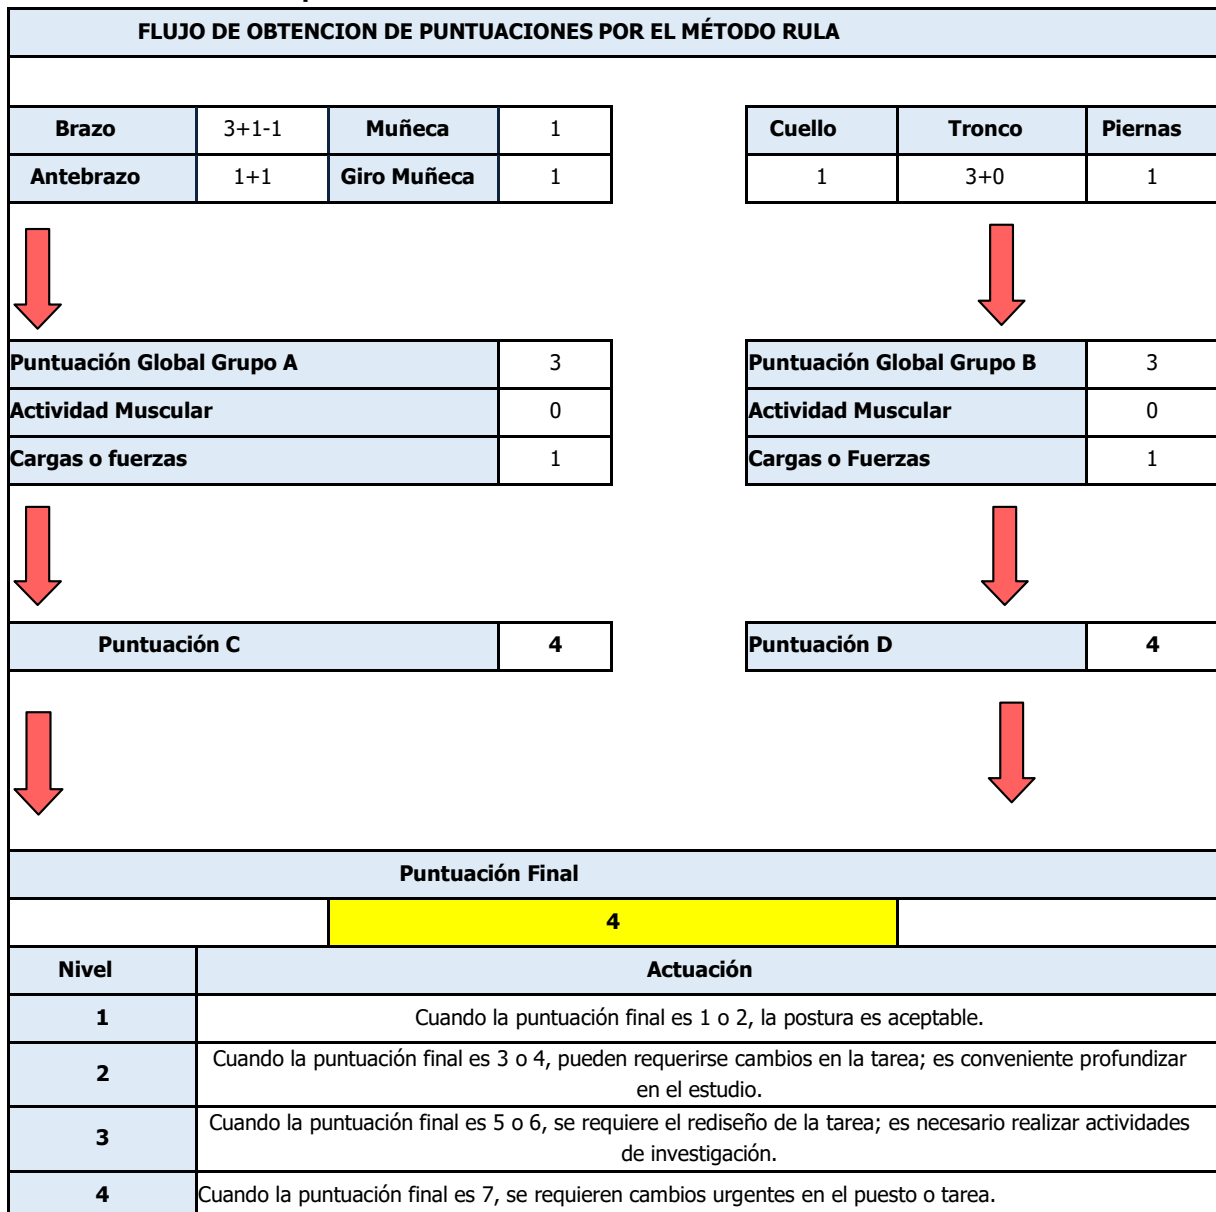 FLUJO DE OBTENCION DE PUNTUACIONES POR EL MÉTODO RULA
Brazo 3+1-1 Muñeca 1
Antebrazo 1+1 Giro Muñeca 1
Cuello Tronco Piernas
1 3+0 1
Puntuación Global Grupo A 3
Actividad Muscular 0
Cargas o fuerzas 1
Puntuación Global Grupo B 3
Actividad Muscular 0
Cargas o Fuerzas 1
Puntuación C 4
Puntuación D 4
Puntuación Final
4
Nivel Actuación
1 Cuando la puntuación final es 1 o 2, la postura es aceptable.
2 Cuando la puntuación final es 3 o 4, pueden requerirse cambios en la tarea; es conveniente profundizar
en el estudio.
3 Cuando la puntuación final es 5 o 6, se requiere el rediseño de la tarea; es necesario realizar actividades
de investigación.
4 Cuando la puntuación final es 7, se requieren cambios urgentes en el puesto o tarea.